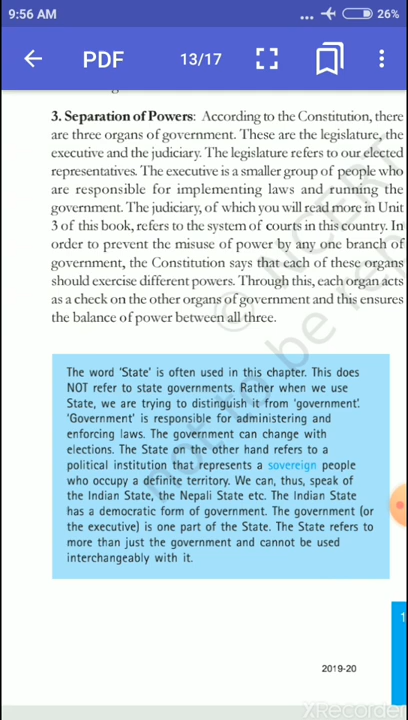 9:56 AM ... 26%
PDF 13/17
3. Separation of Powers: According to the Constitution, there
are three organs of government. These are the legislature, the
executive and the judiciary. The legislature refers to our elected
representatives. The executive is a smaller group of people who
are responsible for implementing laws and running the
government. The judiciary, of which you will read more in Unit
3 of this book, refers to the system of courts in this country. In
order to prevent the misuse of power by any one branch of
government, the Constitution says that each of these organs
should exercise different powers. Through this, each organ acts
as a check on the other organs of government and this ensures
the balance of power between all three.
The word 'State' is often used in this chapter. This does
NOT refer to state governments. Rather when we use
State, we are trying to distinguish it from 'government'.
'Government' is responsible for administering and
enforcing laws. The government can change with
elections. The State on the other hand refers to a
political institution that represents a sovereign people
who occupy a definite territory. We can, thus, speak of
the Indian State, the Nepali State etc. The Indian State
has a democratic form of government. The government (or
the executive) is one part of the State. The State refers to
more than just the government and cannot be used
interchangeably with it.
© NCERT
not to be rep
1
2019-20
XRecorder